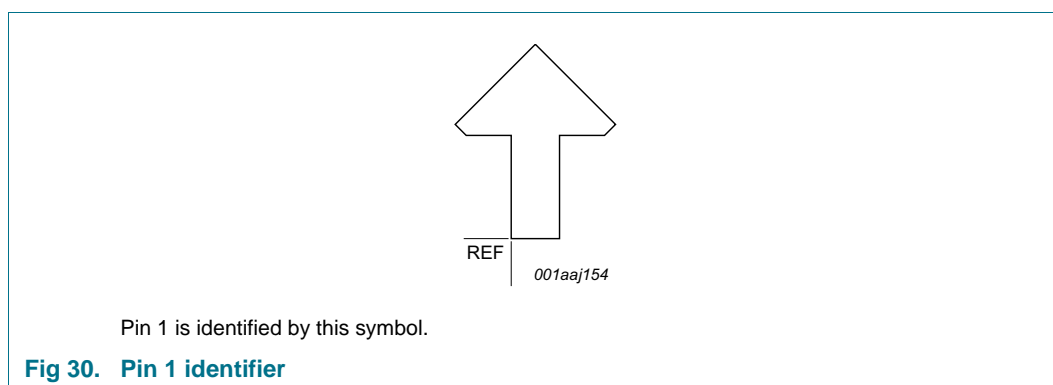 REF
001aaj154
Pin 1 is identified by this symbol.
Fig 30. Pin 1 identifier